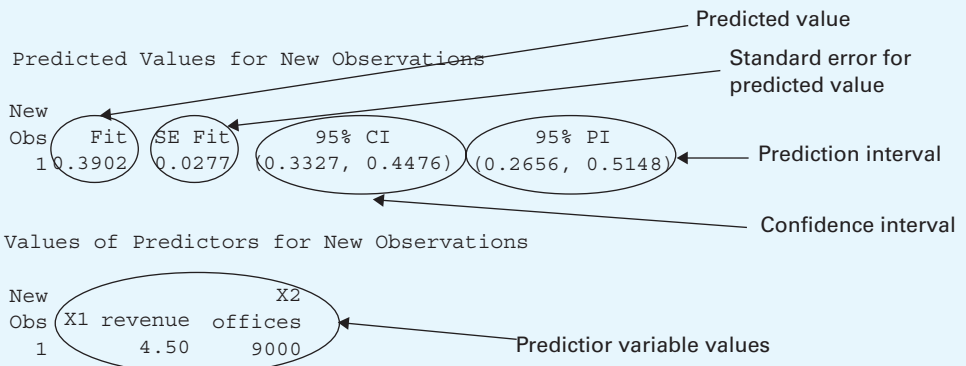 Predicted value
Predicted Values for New Observations
Standard error for
predicted value
New
Obs Fit SE Fit 95% CI 95% PI
1 0.3902 0.0277 (0.3327, 0.4476) (0.2656, 0.5148)
Prediction interval
Confidence interval
Values of Predictors for New Observations
New X2
Obs X1 revenue offices
1 4.50 9000
Predictior variable values